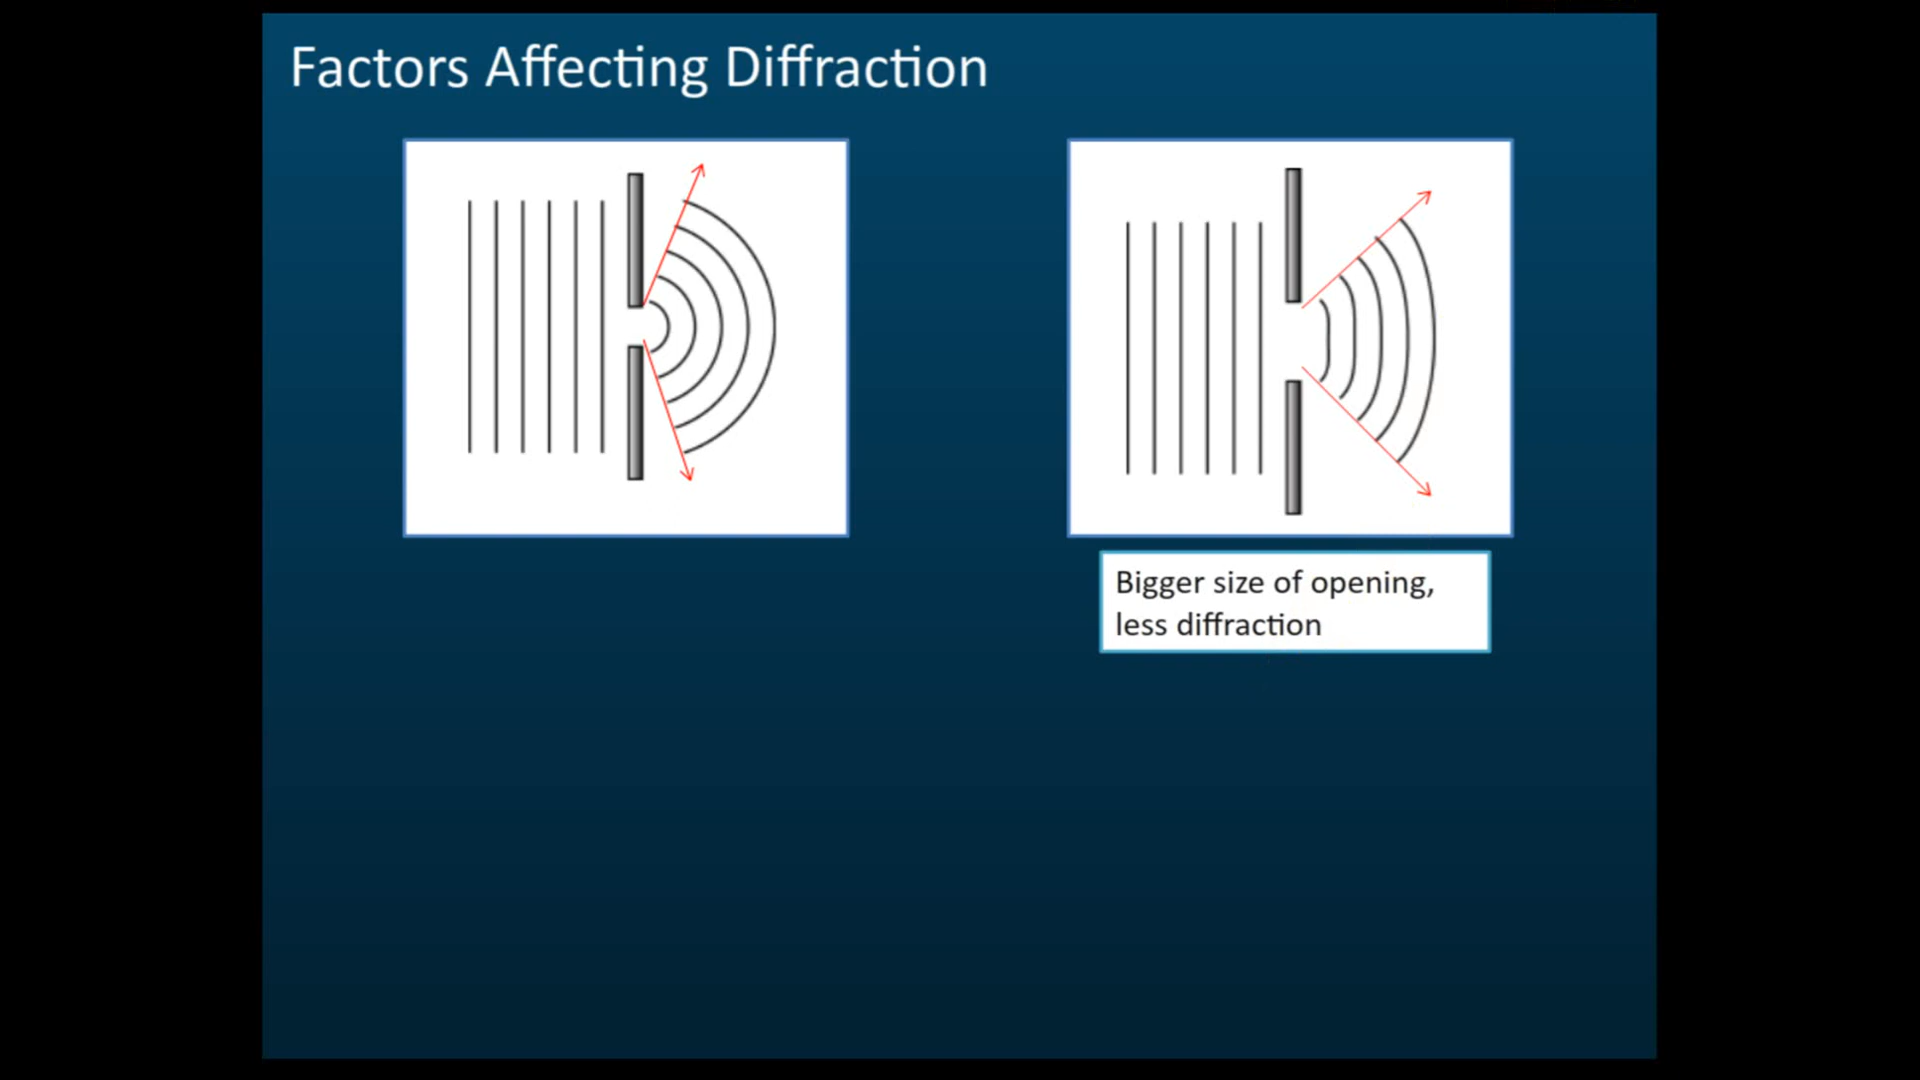 Factors Affecting Diffraction
Bigger size of opening,
less diffraction